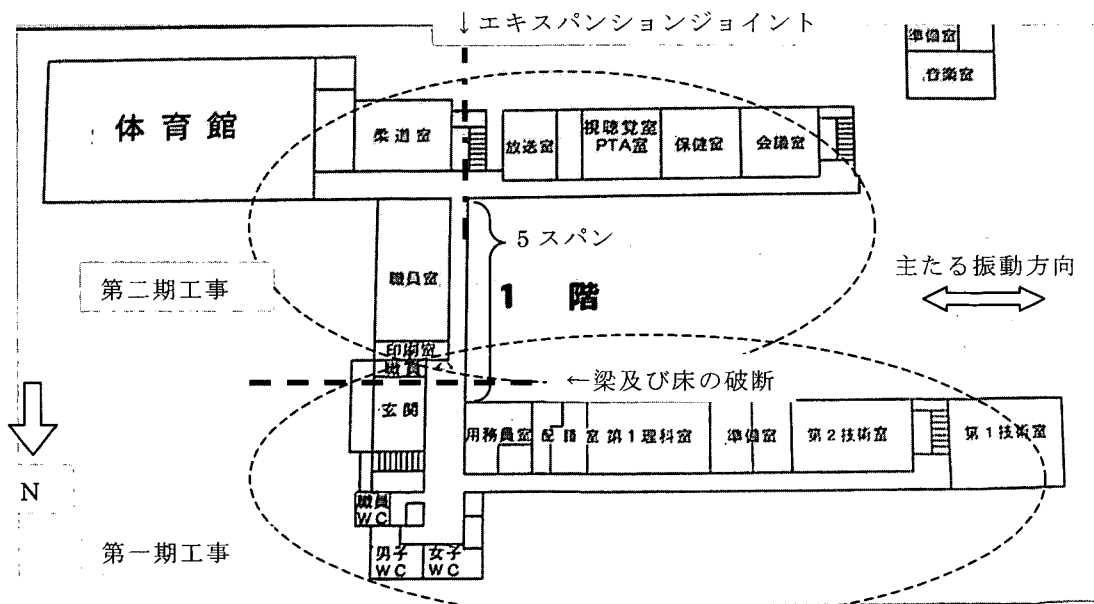 ↓エキスパンションジョイント
準備室
音楽室
体育館
柔道室
放送室
視聴覚室
PTA室
保健室
会議室
5スパン
主たる振動方向
職員室
第二期工事
1 階
印刷室
職員
←梁及び床の破断
玄関
用務員室
配膳室
第1理科室
準備室
第2技術室
第1技術室
N
職員
WC
第一期工事
男子
WC
女子
WC